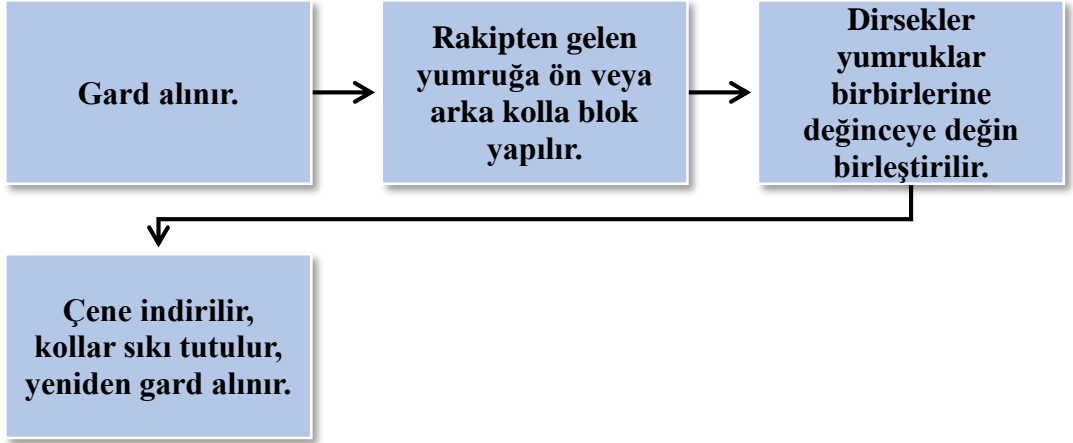 Gard alınır.
Rakipten gelen
yumruğa ön veya
arka kolla blok
yapılır.
Dirsekler
yumruklar
birbirlerine
değinceye değin
birleştirilir.
Çene indirilir,
kollar sıkı tutulur,
yeniden gard alınır.